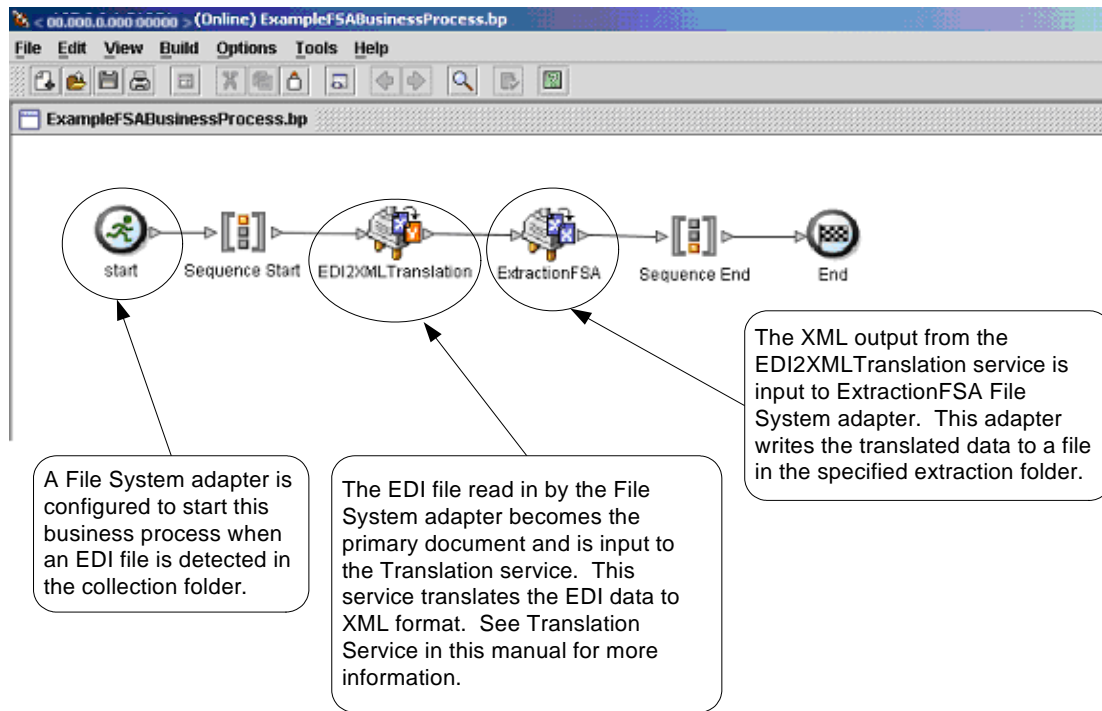 < 00.000.0.000:00000 > (Online) ExampleFSABusinessProcess.bp
File Edit View Build Options Tools Help
ExampleFSABusinessProcess.bp
start
Sequence Start
EDI2XMLTranslation
ExtractionFSA
Sequence End
End
The XML output from the
EDI2XMLTranslation service is
input to ExtractionFSA File
System adapter. This adapter
writes the translated data to a file
in the specified extraction folder.
A File System adapter is
configured to start this
business process when
an EDI file is detected in
the collection folder.
The EDI file read in by the File
System adapter becomes the
primary document and is input to
the Translation service. This
service translates the EDI data to
XML format. See Translation
Service in this manual for more
information.